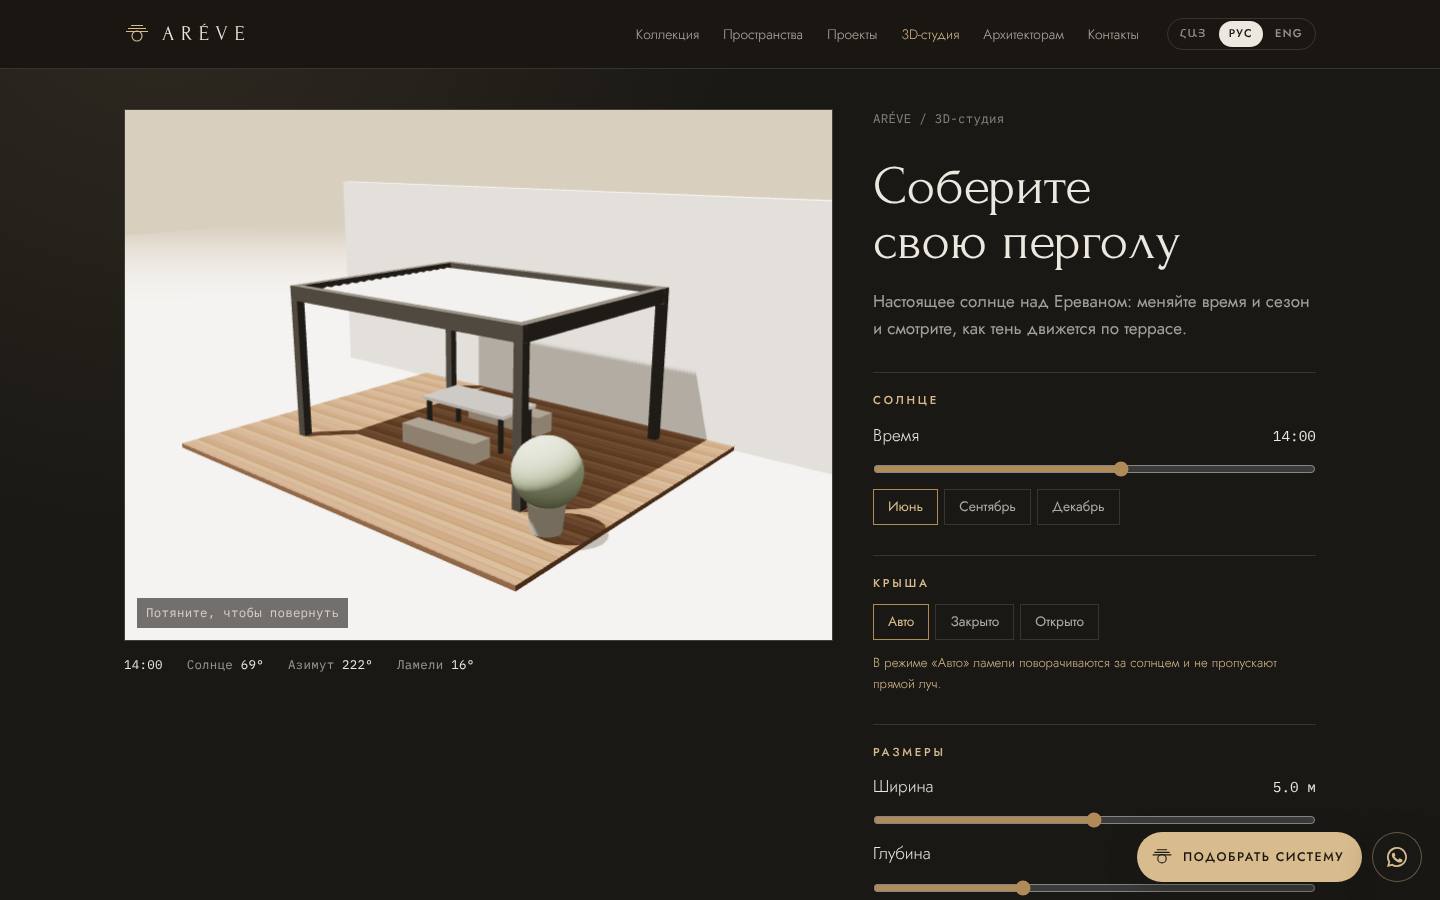 ARÉVE
Коллекция
Пространства
Проекты
3D-студия
Архитекторам
Контакты
ՀԱՅ
РУС
ENG
Потяните, чтобы повернуть
14:00 Солнце 69° Азимут 222° Ламели 16°
ARÉVE / 3D-студия
Соберите
свою перголу
Настоящее солнце над Ереваном: меняйте время и сезон
и смотрите, как тень движется по террасе.
СОЛНЦЕ
Время 14:00
Июнь Сентябрь Декабрь
КРЫША
Авто Закрыто Открыто
В режиме «Авто» ламели поворачиваются за солнцем и не пропускают
прямой луч.
РАЗМЕРЫ
Ширина 5.0 м
Глубина
ПОДОБРАТЬ СИСТЕМУ